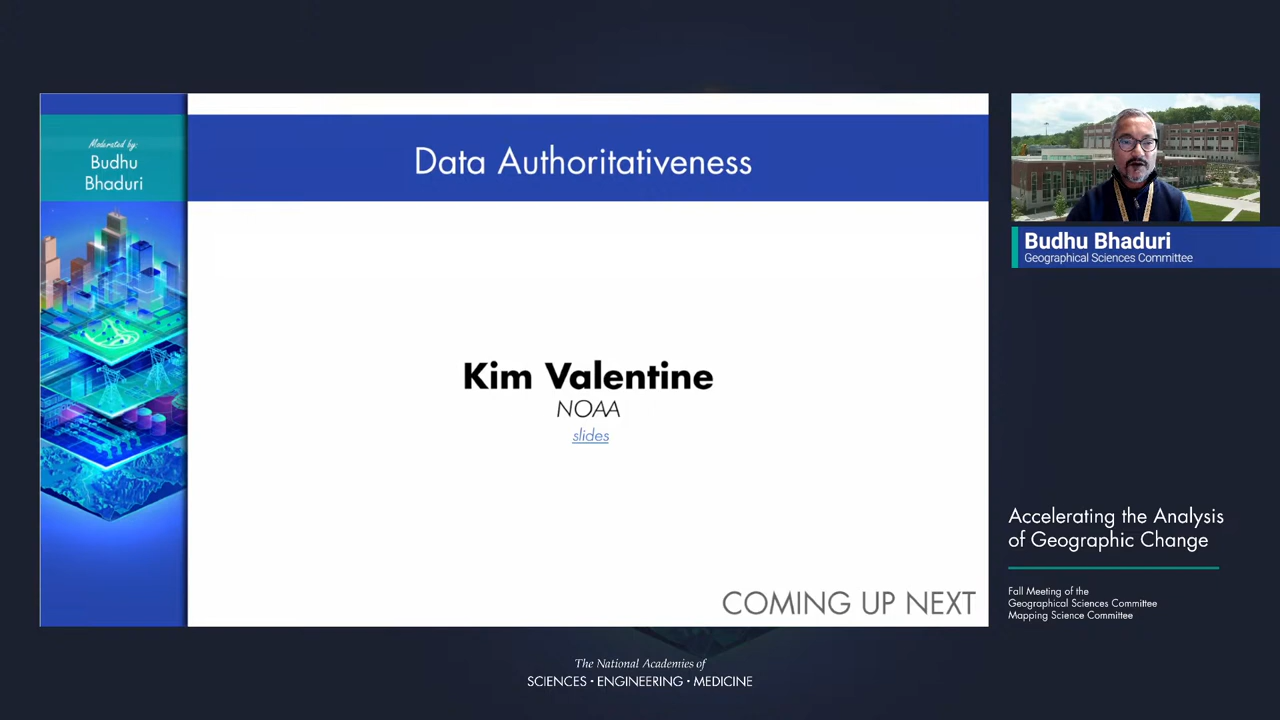 Moderated by:
Budhu
Bhaduri
Data Authoritativeness
Kim Valentine
NOAA
slides
COMING UP NEXT
Budhu Bhaduri
Geographical Sciences Committee
Accelerating the Analysis
of Geographic Change
Fall Meeting of the
Geographical Sciences Committee
Mapping Science Committee
The National Academies of
SCIENCES · ENGINEERING · MEDICINE